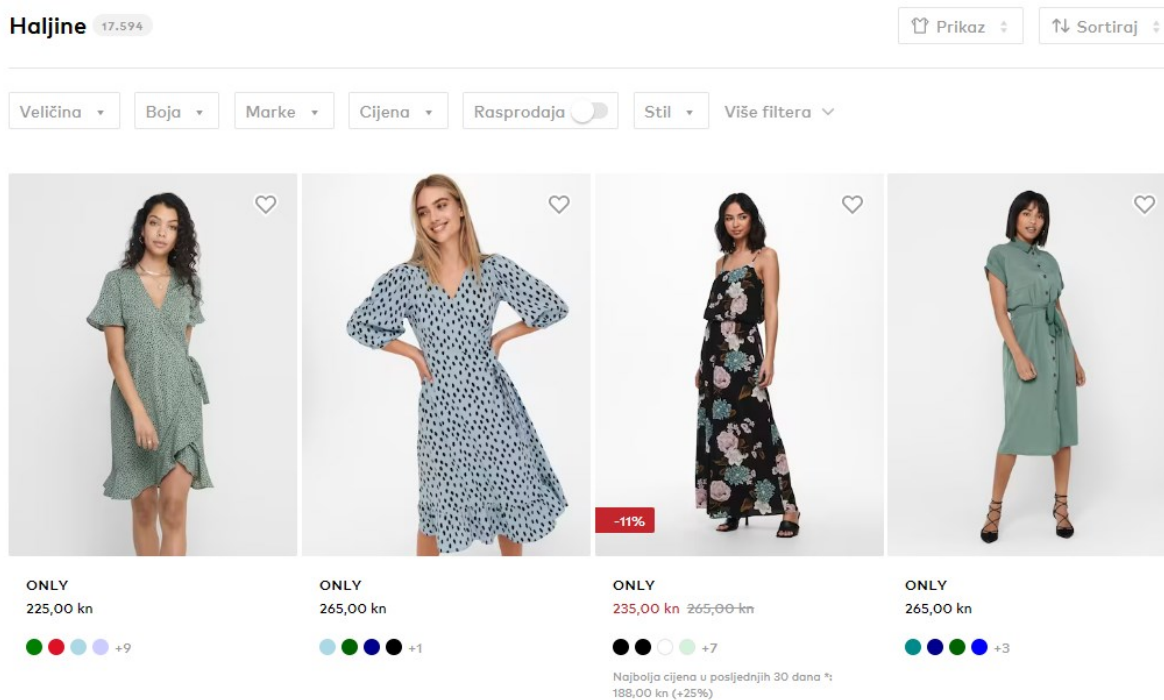 Haljine 17.594
Prikaz
Sortiraj
Veličina
Boja
Marke
Cijena
Rasprodaja
Stil
Više filtera
-11%
ONLY
225,00 kn
+9
ONLY
265,00 kn
+1
ONLY
235,00 kn 265,00 kn
+7
Najbolja cijena u posljednjih 30 dana *:
188,00 kn (+25%)
ONLY
265,00 kn
+3